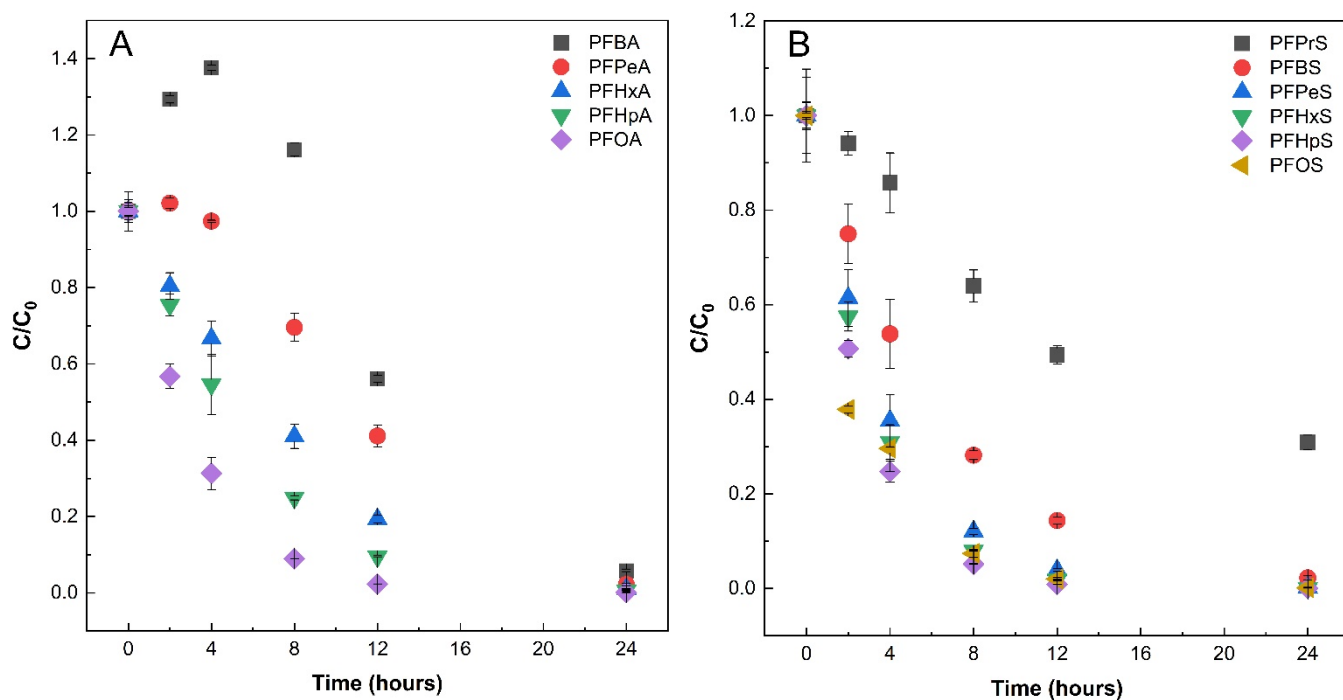 A
PFBA
PFPeA
PFHxA
PFHpA
PFOA
1.4
1.2
1.0
0.8
0.6
0.4
0.2
0.0
C/C₀
0 4 8 12 16 20 24
Time (hours)
B
PFPrS
PFBS
PFPeS
PFHxS
PFHpS
PFOS
1.2
1.0
0.8
0.6
0.4
0.2
0.0
C/C₀
0 4 8 12 16 20 24
Time (hours)